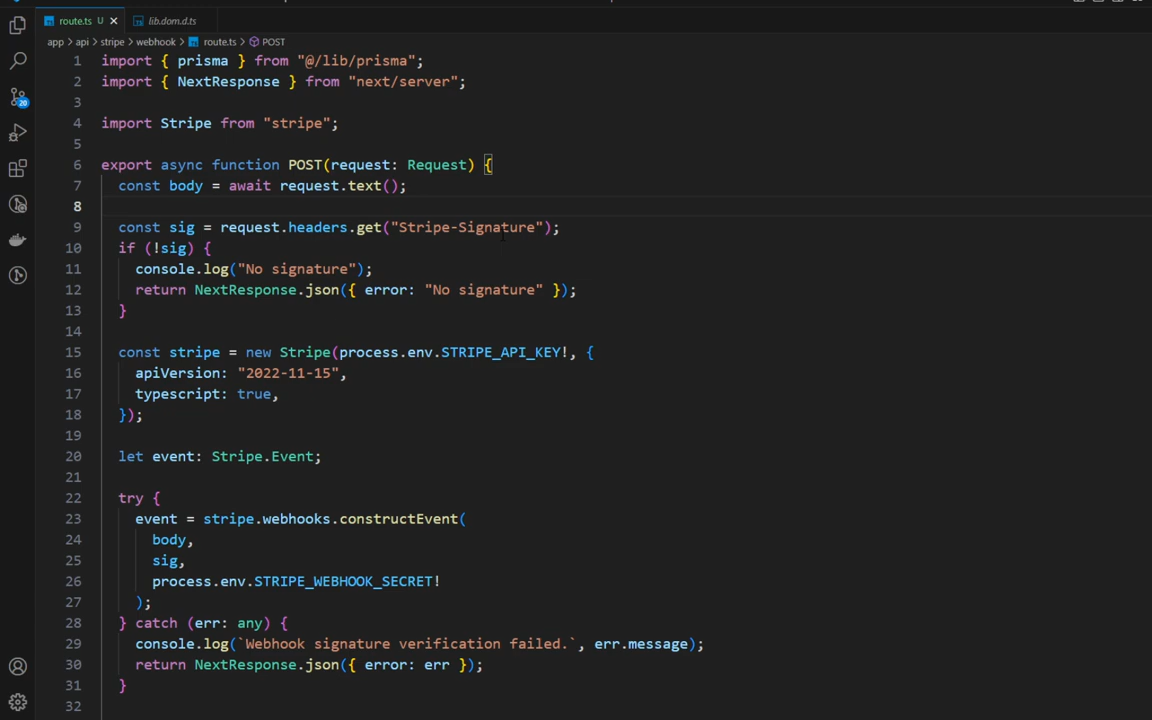 route.ts U
lib.dom.d.ts
app > api > stripe > webhook > route.ts > POST
1 import { prisma } from "@/lib/prisma";
2 import { NextResponse } from "next/server";
3
4 import Stripe from "stripe";
5
6 export async function POST(request: Request) {
7 const body = await request.text();
8
9 const sig = request.headers.get("Stripe-Signature");
10 if (!sig) {
11 console.log("No signature");
12 return NextResponse.json({ error: "No signature" });
13 }
14
15 const stripe = new Stripe(process.env.STRIPE_API_KEY!, {
16 apiVersion: "2022-11-15",
17 typescript: true,
18 });
19
20 let event: Stripe.Event;
21
22 try {
23 event = stripe.webhooks.constructEvent(
24 body,
25 sig,
26 process.env.STRIPE_WEBHOOK_SECRET!
27 );
28 } catch (err: any) {
29 console.log(`Webhook signature verification failed.`, err.message);
30 return NextResponse.json({ error: err });
31 }
32
20